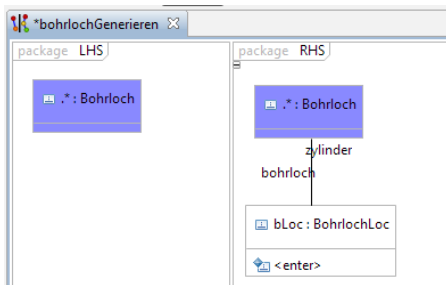 *bohrlochGenerieren
package LHS
.* : Bohrloch
package RHS
.* : Bohrloch
zylinder
bohrloch
bLoc : BohrlochLoc
<enter>